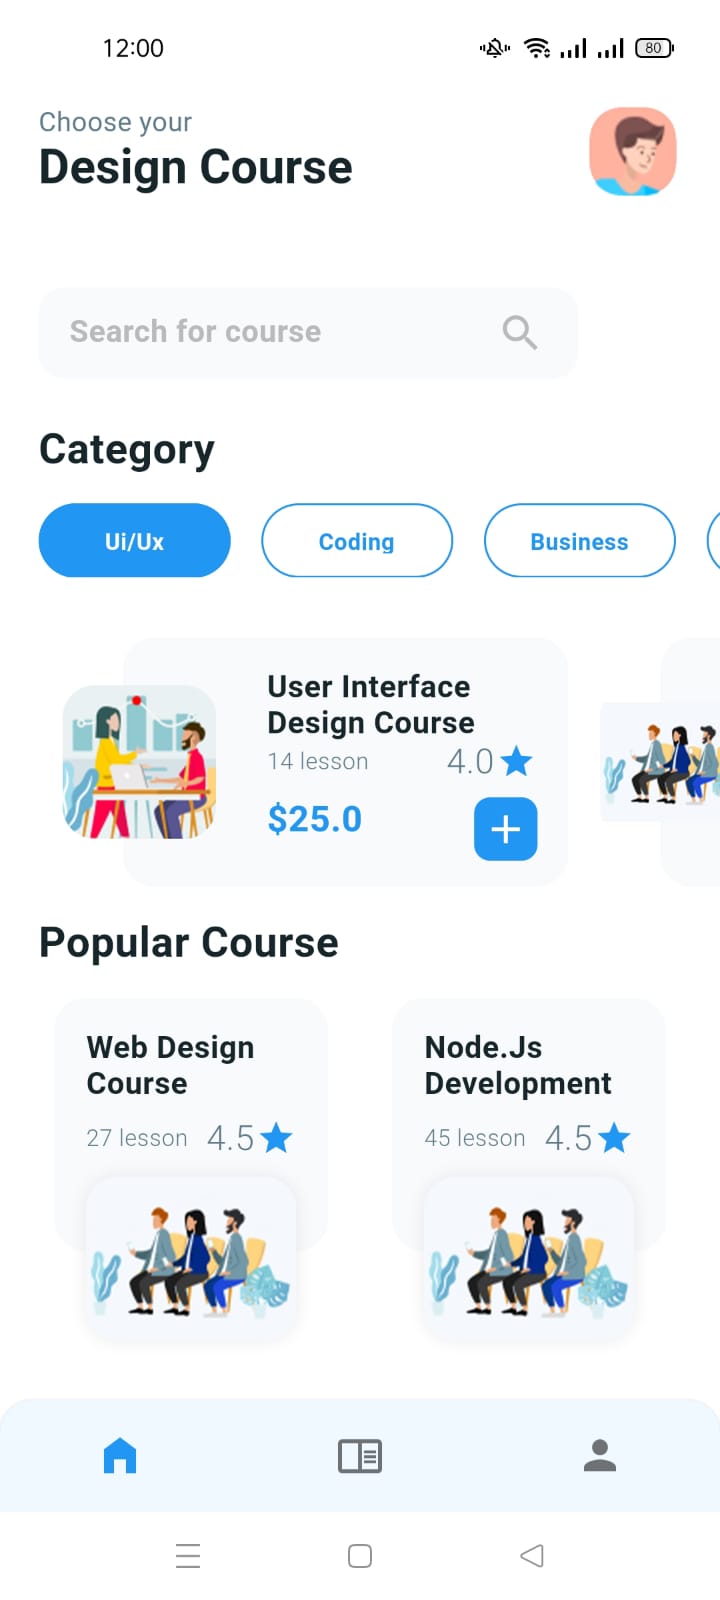 12:00
80
Choose your
Design Course
Search for course
Category
Ui/Ux
Coding
Business
User Interface
Design Course
14 lesson
4.0
$25.0
Popular Course
Web Design
Course
27 lesson
4.5
Node.Js
Development
45 lesson
4.5